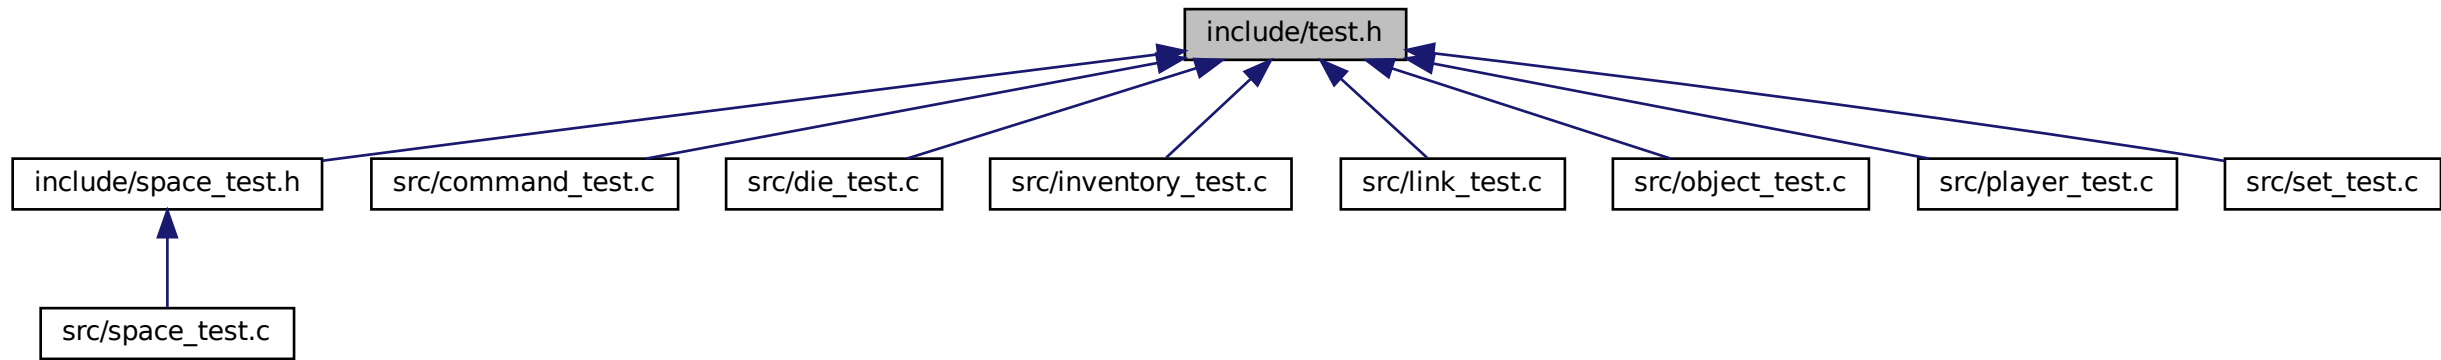 include/test.h
include/space_test.h
src/command_test.c
src/die_test.c
src/inventory_test.c
src/link_test.c
src/object_test.c
src/player_test.c
src/set_test.c
src/space_test.c